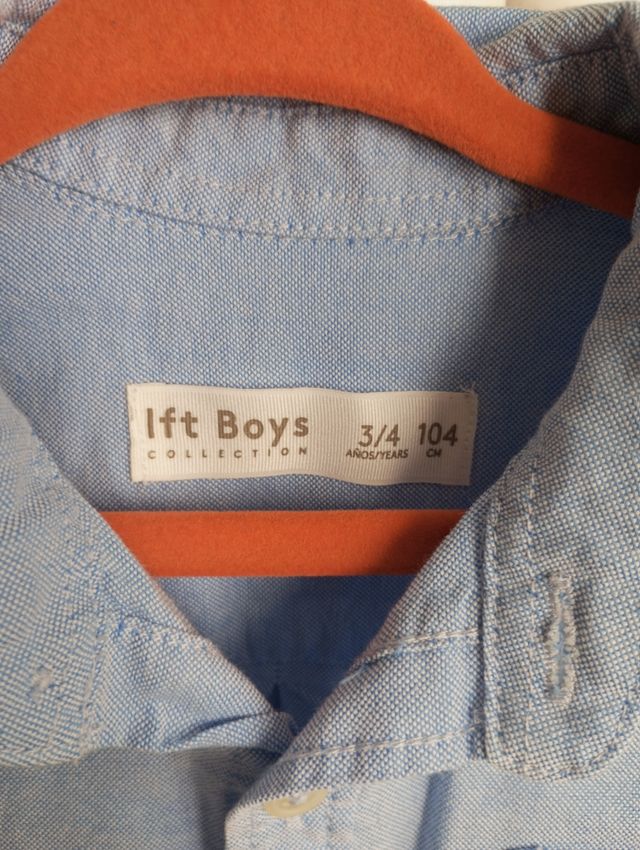 lft Boys
COLLECTION
3/4 104
AÑOS/YEARS CM